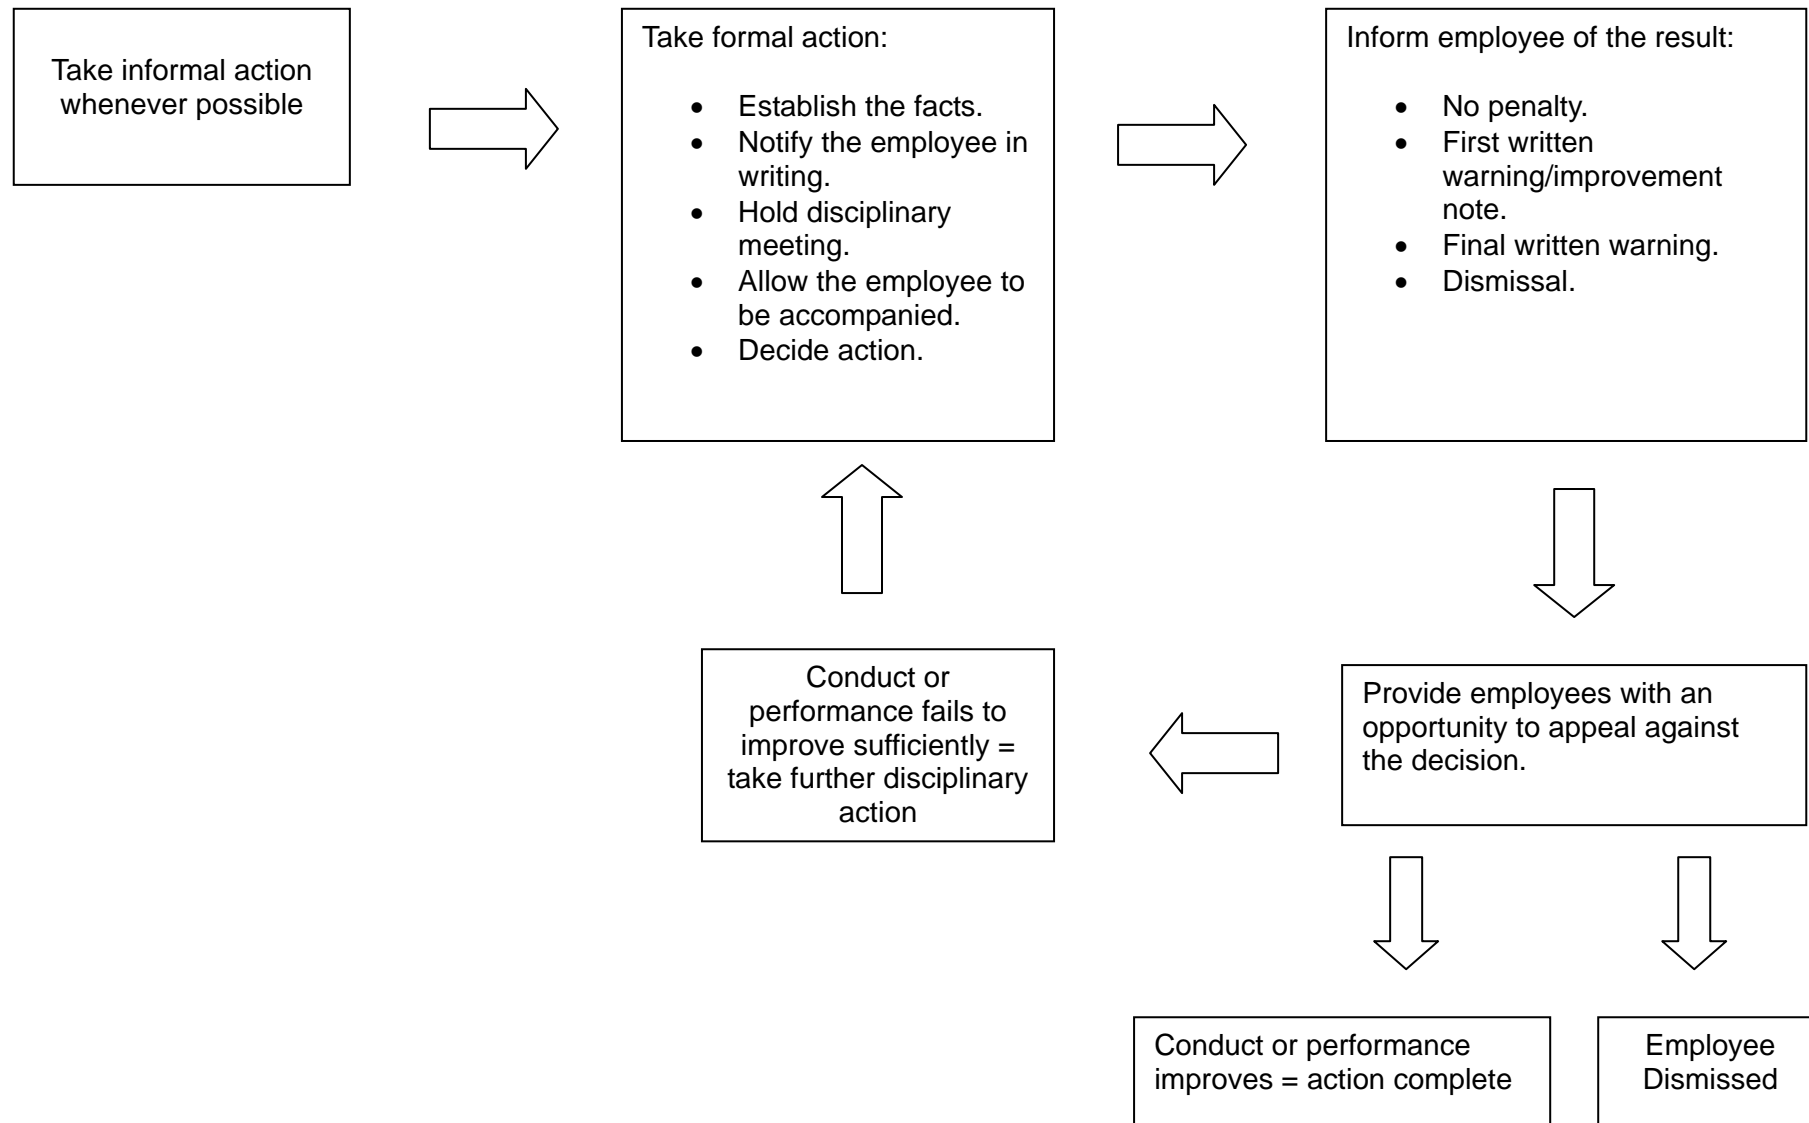 Take informal action
whenever possible
Take formal action:
• Establish the facts.
• Notify the employee in
writing.
• Hold disciplinary
meeting.
• Allow the employee to
be accompanied.
• Decide action.
Inform employee of the result:
• No penalty.
• First written
warning/improvement
note.
• Final written warning.
• Dismissal.
Conduct or
performance fails to
improve sufficiently =
take further disciplinary
action
Provide employees with an
opportunity to appeal against
the decision.
Conduct or performance
improves = action complete
Employee
Dismissed